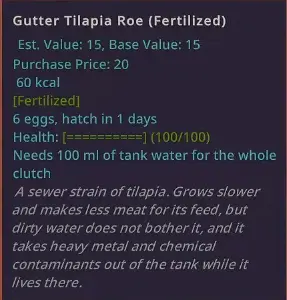 Gutter Tilapia Roe (Fertilized)
Est. Value: 15, Base Value: 15
Purchase Price: 20
60 kcal
[Fertilized]
6 eggs, hatch in 1 days
Health: [==========] (100/100)
Needs 100 ml of tank water for the whole
clutch
A sewer strain of tilapia. Grows slower
and makes less meat for its feed, but
dirty water does not bother it, and it
takes heavy metal and chemical
contaminants out of the tank while it
lives there.